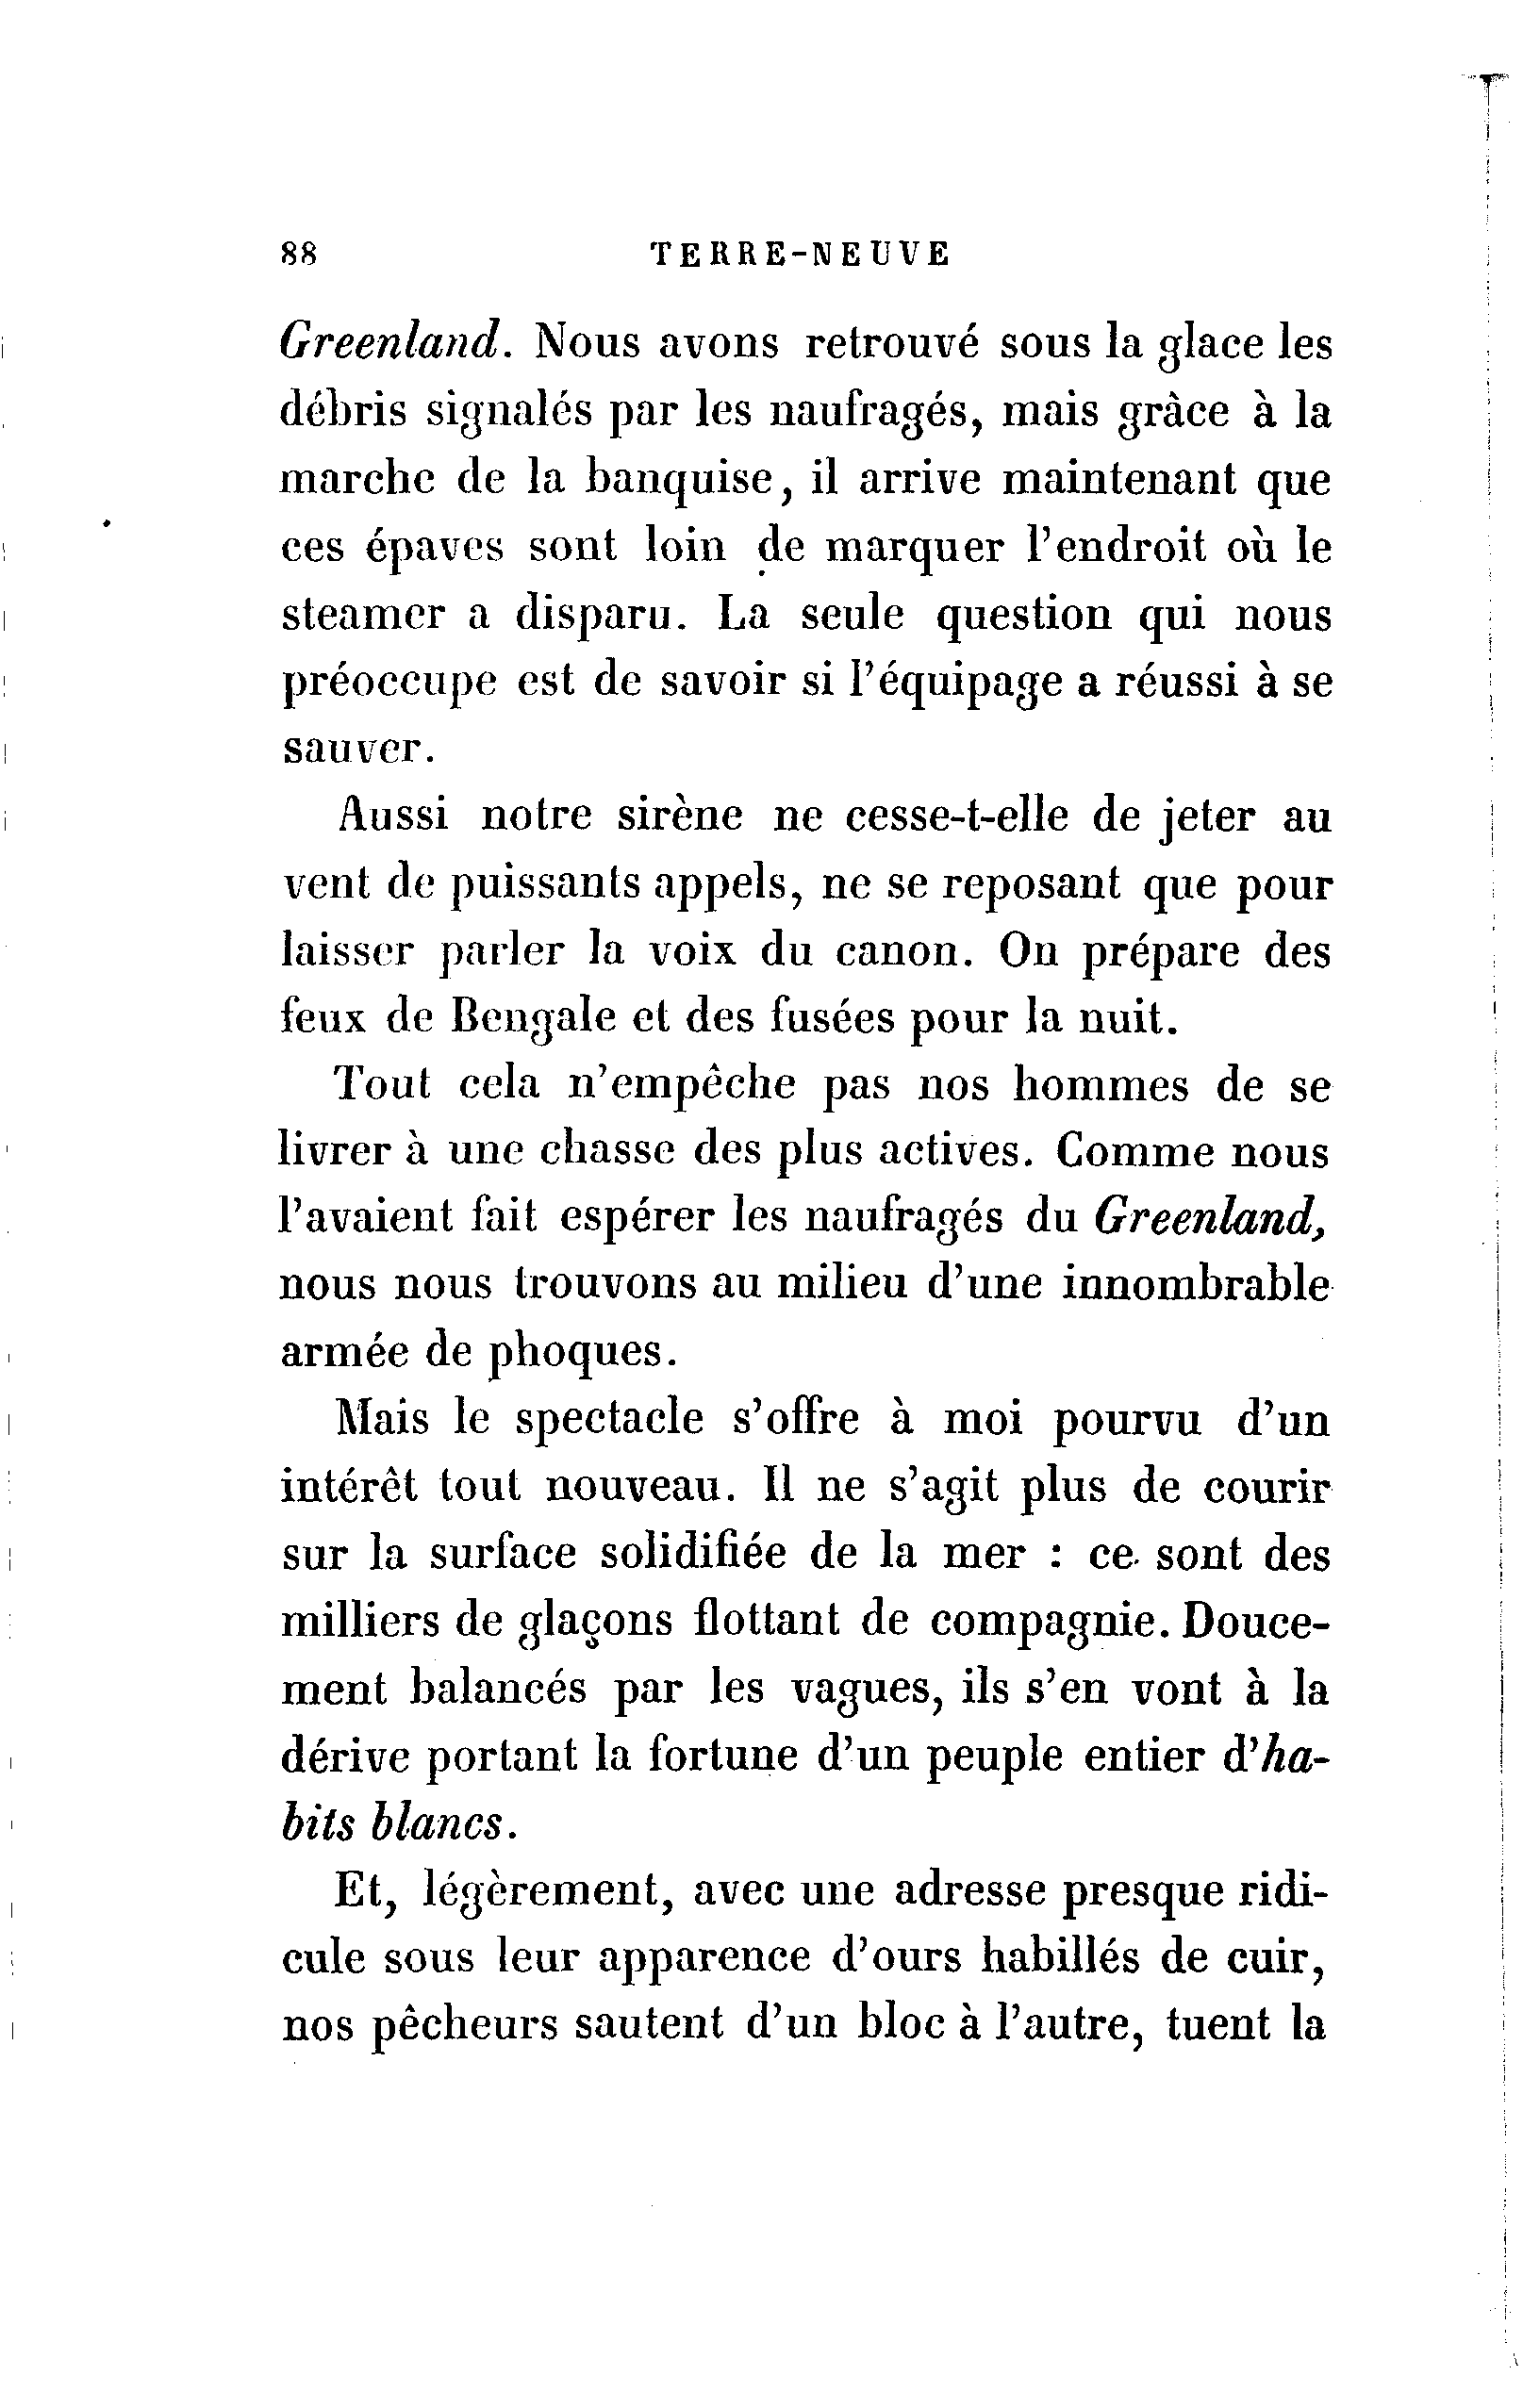 88 TERRE-NEUVE
Greenland. Nous avons retrouvé sous la glace les
débris signalés par les naufragés, mais grâce à la
marche de la banquise, il arrive maintenant que
ces épaves sont loin de marquer l'endroit où le
steamer a disparu. La seule question qui nous
préoccupe est de savoir si l'équipage a réussi à se
sauver.
Aussi notre sirène ne cesse-t-elle de jeter au
vent de puissants appels, ne se reposant que pour
laisser parler la voix du canon. On prépare des
feux de Bengale et des fusées pour la nuit.
Tout cela n'empêche pas nos hommes de se
livrer à une chasse des plus actives. Comme nous
l'avaient fait espérer les naufragés du Greenland,
nous nous trouvons au milieu d'une innombrable
armée de phoques.
Mais le spectacle s'offre à moi pourvu d'un
intérêt tout nouveau. Il ne s'agit plus de courir
sur la surface solidifiée de la mer : ce sont des
milliers de glaçons flottant de compagnie. Douce-
ment balancés par les vagues, ils s'en vont à la
dérive portant la fortune d'un peuple entier d'ha-
bits blancs.
Et, légèrement, avec une adresse presque ridi-
cule sous leur apparence d'ours habillés de cuir,
nos pêcheurs sautent d'un bloc à l'autre, tuent la